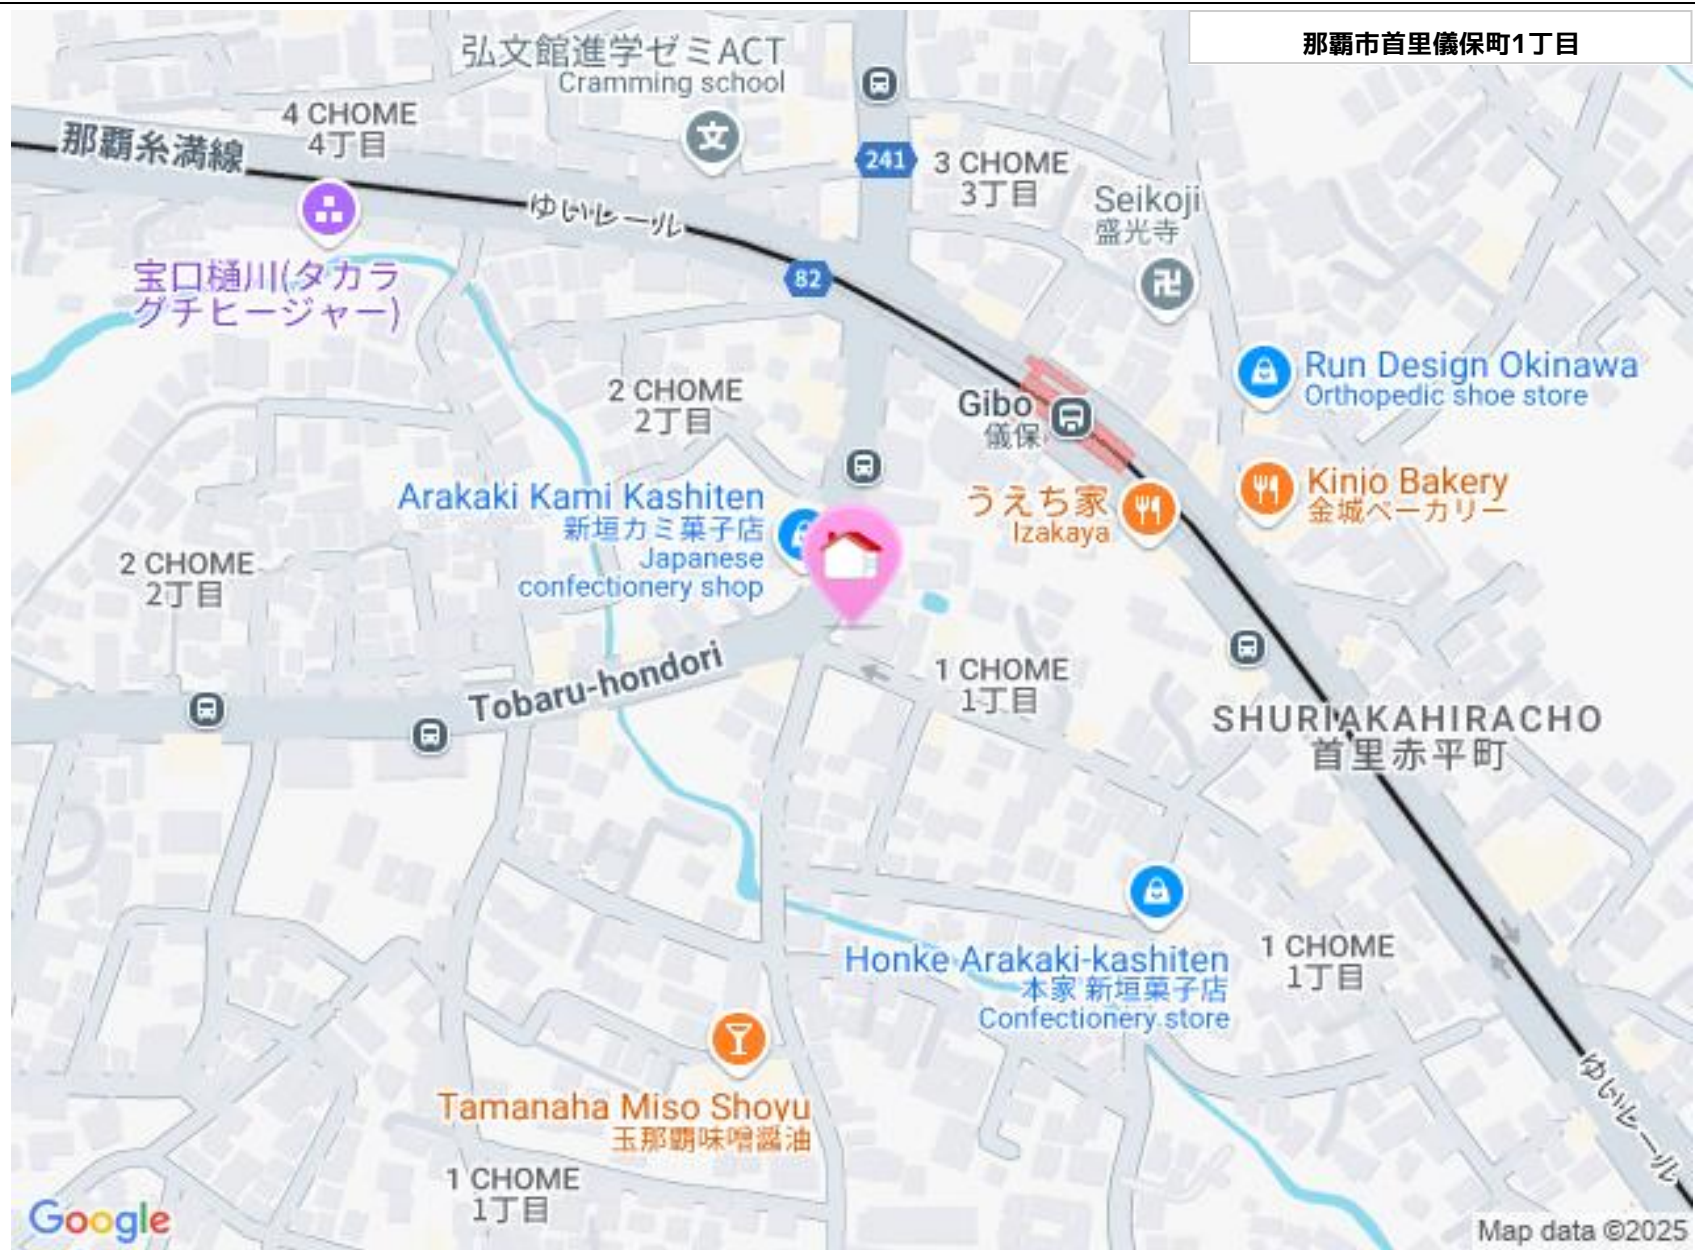 那覇市首里儀保町1丁目
弘文館進学ゼミACT
Cramming school
4 CHOME
4丁目
那覇糸満線
241
3 CHOME
3丁目
Seikoji
盛光寺
ゆいレール
宝口樋川(タカラ
グチヒージャー)
82
Run Design Okinawa
Orthopedic shoe store
2 CHOME
2丁目
Gibo
儀保
Arakaki Kami Kashiten
新垣カミ菓子店
Japanese
confectionery shop
うえち家
Izakaya
Kinjo Bakery
金城ベーカリー
2 CHOME
2丁目
Tobaru-hondori
1 CHOME
1丁目
SHURIAKAHIRACHO
首里赤平町
Honke Arakaki-kashiten
本家 新垣菓子店
Confectionery store
1 CHOME
1丁目
Tamanaha Miso Shoyu
玉那覇味噌醤油
ゆいレール
1 CHOME
1丁目
Google
Map data ©2025